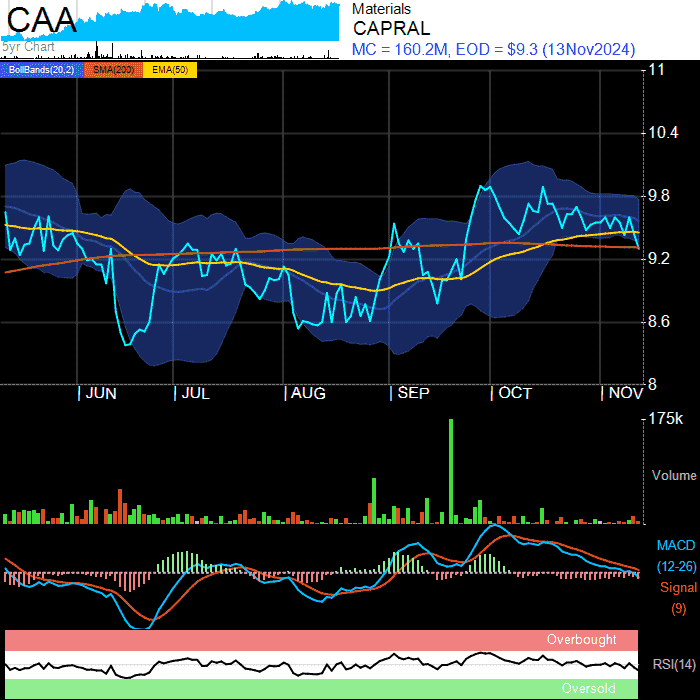 CAA
5yr Chart
Materials
CAPRAL
MC = 160.2M, EOD = $9.3 (13Nov2024)
BollBands(20,2) SMA(200) EMA(50)
11
10.4
9.8
9.2
8.6
8
JUN JUL AUG SEP OCT NOV
175k
Volume
MACD
(12-26)
Signal
(9)
Overbought
RSI(14)
Oversold